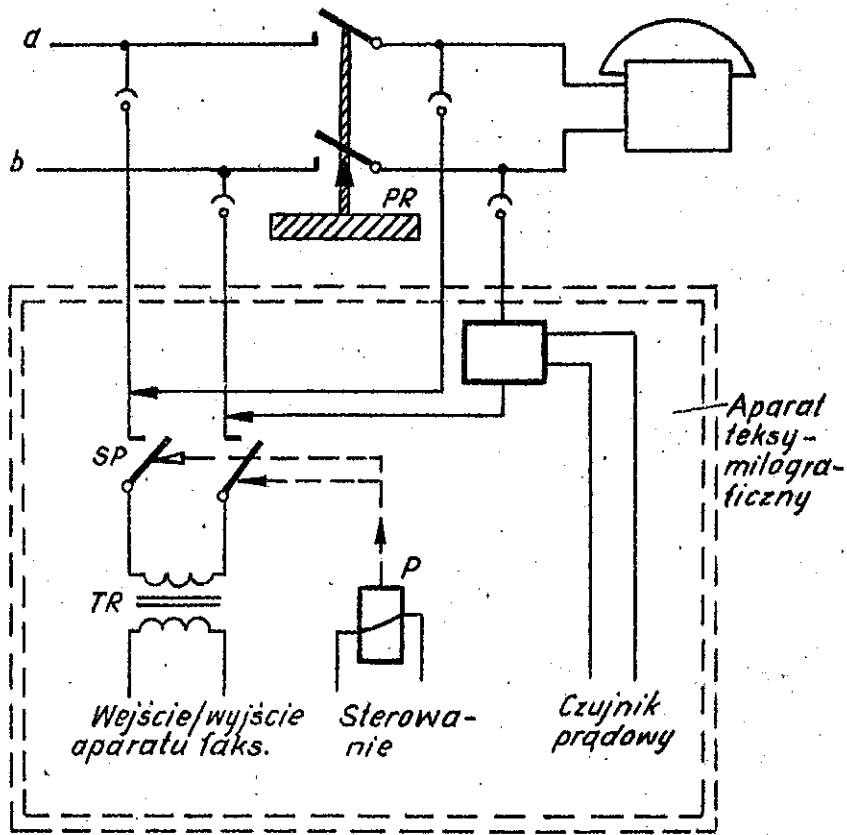 a
b
PR
Aparat
teksy-
milogra-
ficzny
SP
P
TR
Wejście/wyjście
aparatu faks.
Sterowa-
nie
Czujnik
prądowy